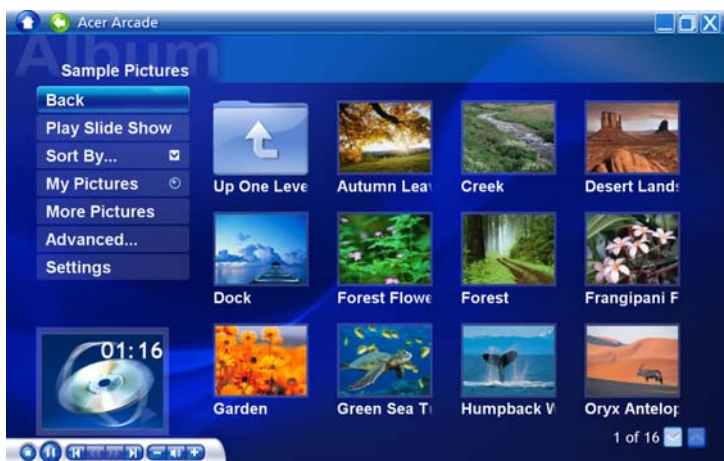 Acer Arcade
Album
Sample Pictures
Back
Play Slide Show
Sort By...
My Pictures
More Pictures
Advanced...
Settings
Up One Leve
Autumn Lea
Creek
Desert Lands
Dock
Forest Flowe
Forest
Frangipani F
Garden
Green Sea T
Humpback W
Oryx Antelop
01:16
1 of 16